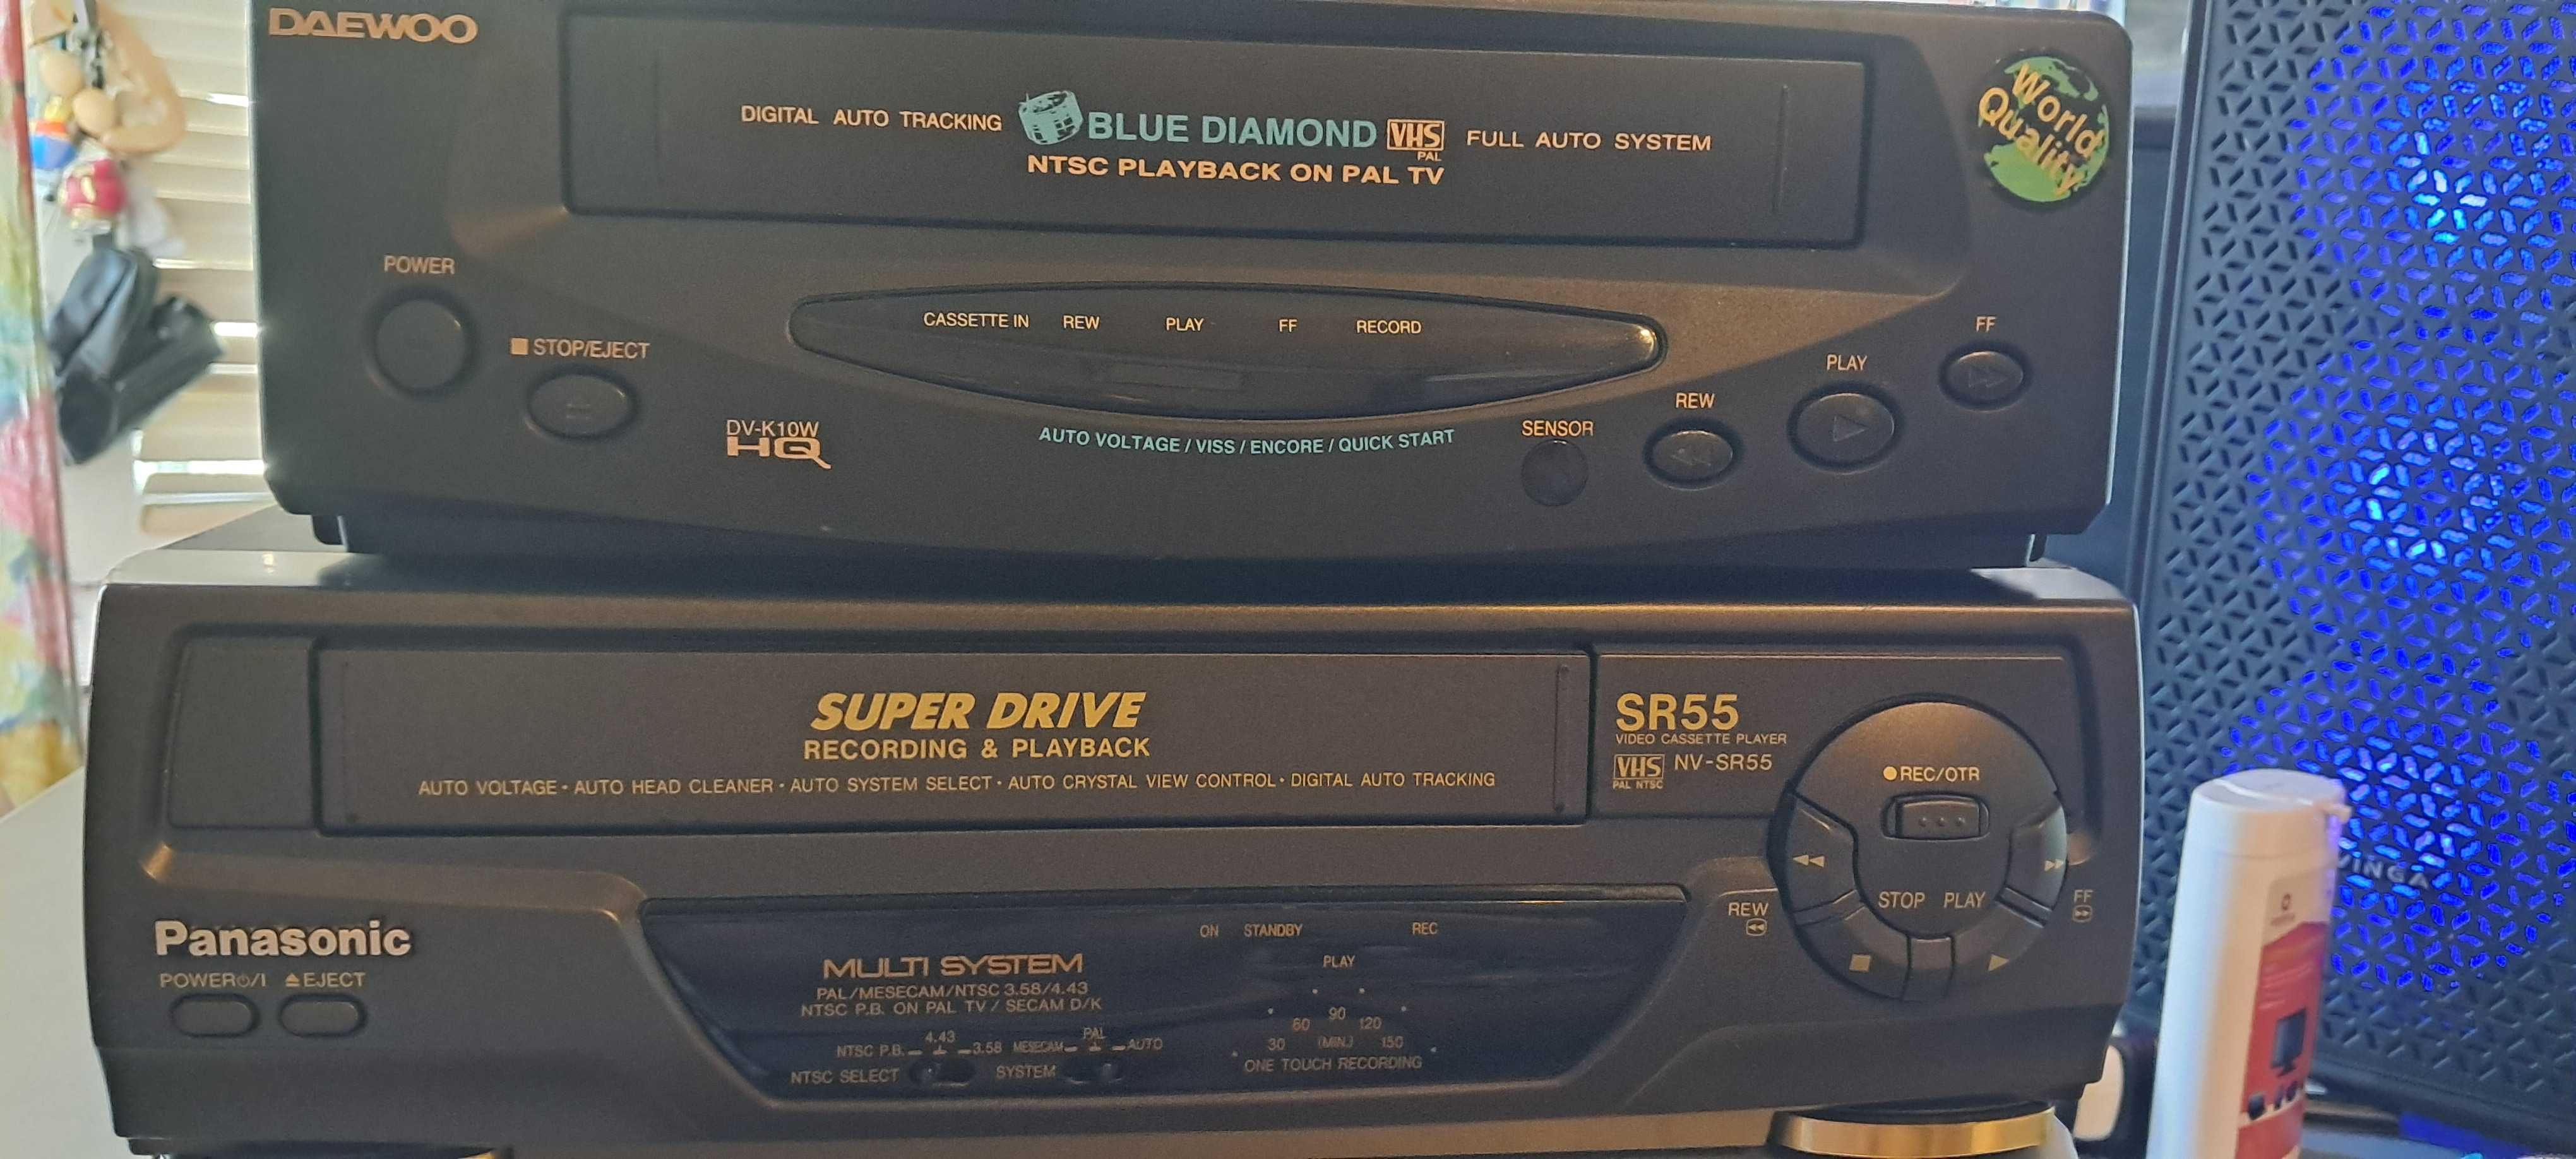 DAEWOO
World Quality
DIGITAL AUTO TRACKING BLUE DIAMOND VHS PAL FULL AUTO SYSTEM
NTSC PLAYBACK ON PAL TV
POWER
STOP/EJECT
CASSETTE IN REW PLAY FF RECORD
FF
PLAY
REW
SENSOR
DV-K10W
HQ
AUTO VOLTAGE / VISS / ENCORE / QUICK START
SUPER DRIVE
RECORDING & PLAYBACK
AUTO VOLTAGE · AUTO HEAD CLEANER · AUTO SYSTEM SELECT · AUTO CRYSTAL VIEW CONTROL · DIGITAL AUTO TRACKING
SR55
VIDEO CASSETTE PLAYER
VHS NV-SR55
PAL NTSC
REC/OTR
STOP PLAY
REW
FF
Panasonic
POWER /I EJECT
MULTI SYSTEM
PAL/MESECAM/NTSC 3.58/4.43
NTSC P.B. ON PAL TV / SECAM D/K
NTSC P.B. 4.43 3.58 MESECAM PAL AUTO
NTSC SELECT SYSTEM
ON STANDBY REC
PLAY
30 60 90 120 150
(MIN.)
ONE TOUCH RECORDING
VINGA